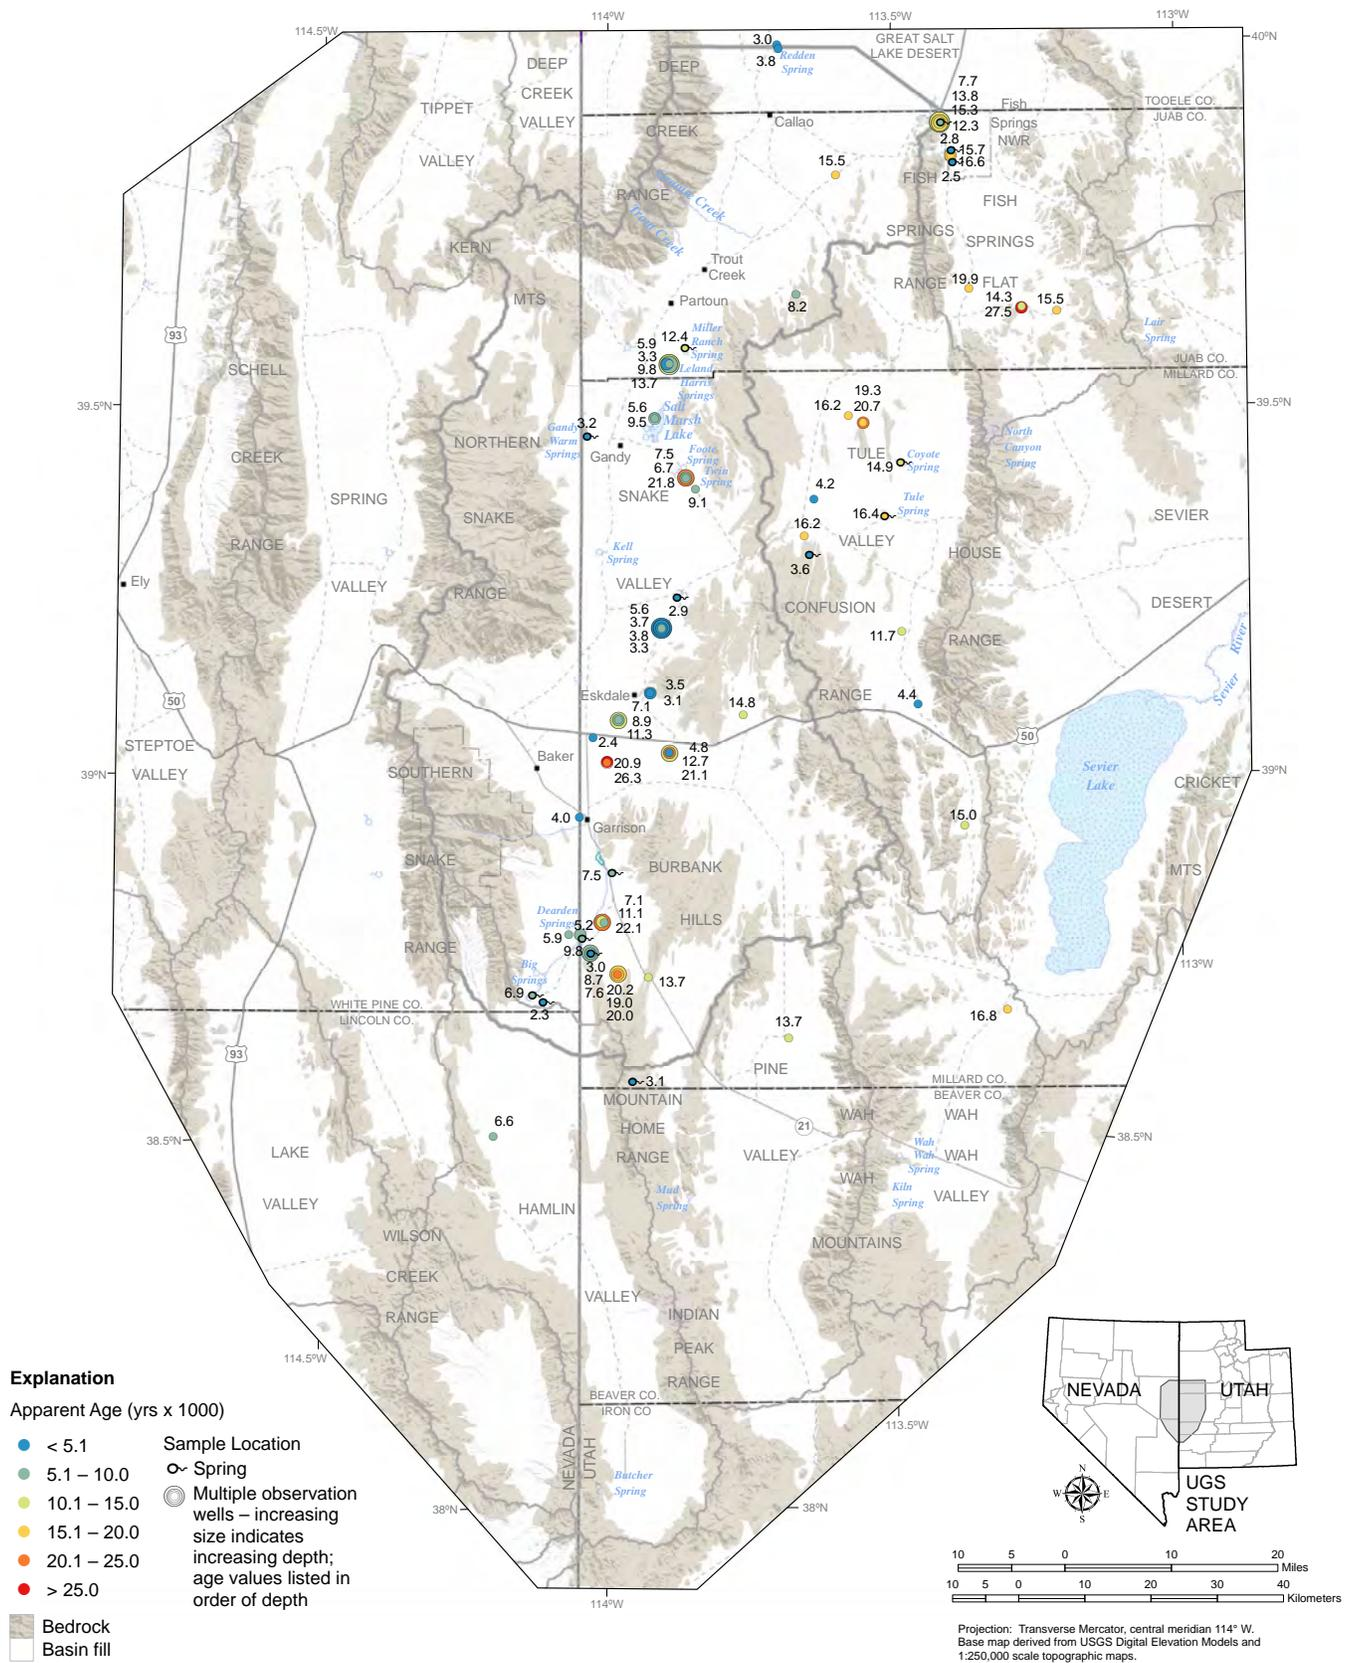 114°W
113.5°W
113°W
114.5°W
40°N
GREAT SALT
LAKE DESERT
3.0
3.8
Redden
Spring
DEEP
CREEK
VALLEY
DEEP
CREEK
RANGE
TIPPET
VALLEY
7.7
13.8
15.3
12.3
2.8
15.7
16.6
2.5
Fish
Springs
NWR
TOOELE CO.
JUAB CO.
Callao
15.5
FISH
SPRINGS
RANGE
FISH
SPRINGS
FLAT
Trout Creek
KERN
MTS
Trout
Creek
Partoun
8.2
19.9
14.3
27.5
15.5
93
12.4
5.9
3.3
9.8
13.7
Miller
Ranch
Spring
Leland
Harris
Springs
Lair
Spring
JUAB CO.
MILLARD CO.
SCHELL
CREEK
RANGE
39.5°N
39.5°N
5.6
9.5
Salt
Marsh
Lake
3.2
Gandy
Warm
Springs
Gandy
NORTHERN
SNAKE
RANGE
19.3
20.7
16.2
TULE
VALLEY
14.9
Coyote
Spring
North
Canyon
Spring
7.5
6.7
21.8
Foote
Spring
Twin
Spring
9.1
SNAKE
VALLEY
4.2
16.4
Tule
Spring
16.2
3.6
SPRING
VALLEY
SEVIER
DESERT
HOUSE
RANGE
Kell
Spring
Ely
2.9
5.6
3.7
3.8
3.3
CONFUSION
RANGE
11.7
4.4
Sevier
River
50
50
Eskdale
3.5
3.1
7.1
8.9
11.3
14.8
2.4
4.8
12.7
21.1
20.9
26.3
Baker
STEPTOE
VALLEY
39°N
39°N
SOUTHERN
SNAKE
RANGE
Sevier
Lake
CRICKET
MTS
4.0
Garrison
15.0
7.5
BURBANK
HILLS
7.1
11.1
22.1
Dearden
Springs
5.2
5.9
9.8
3.0
8.7
7.6
Big
Springs
6.9
2.3
20.2
19.0
20.0
13.7
13.7
16.8
113°W
WHITE PINE CO.
LINCOLN CO.
93
PINE
VALLEY
3.1
MILLARD CO.
BEAVER CO.
MOUNTAIN
HOME
RANGE
21
WAH
WAH
MOUNTAINS
WAH
WAH
VALLEY
Wah
Wah
Spring
Kiln
Spring
6.6
38.5°N
38.5°N
LAKE
VALLEY
HAMLIN
VALLEY
Mud
Spring
WILSON
CREEK
RANGE
INDIAN
PEAK
RANGE
114.5°W
113.5°W
BEAVER CO.
IRON CO
NEVADA
UTAH
Butcher
Spring
38°N
38°N
114°W
Explanation
Apparent Age (yrs x 1000)
< 5.1
5.1 – 10.0
10.1 – 15.0
15.1 – 20.0
20.1 – 25.0
> 25.0
Bedrock
Basin fill
Sample Location
Spring
Multiple observation
wells – increasing
size indicates
increasing depth;
age values listed in
order of depth
NEVADA
UTAH
UGS
STUDY
AREA
N
W
E
S
10 5 0 10 20
Miles
10 5 0 10 20 30 40
Kilometers
Projection: Transverse Mercator, central meridian 114° W.
Base map derived from USGS Digital Elevation Models and
1:250,000 scale topographic maps.